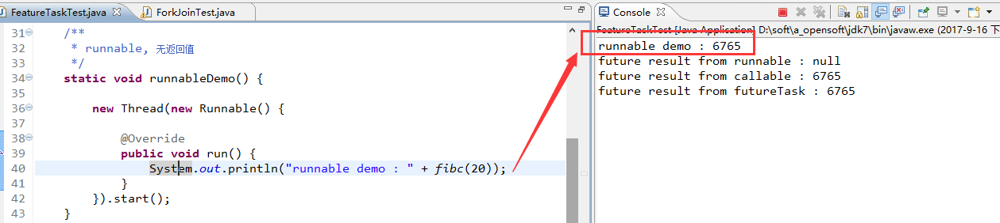 FeatureTaskTest.java
ForkJoinTest.java
31 /**
32 * runnable, 无返回值
33 */
34 static void runnableDemo() {
35
36 new Thread(new Runnable() {
37
38 @Override
39 public void run() {
40 System.out.println("runnable demo : " + fibc(20));
41 }
42 }).start();
43 }
Console
FeatureTaskTest [Java Application] D:\soft\a_opensoft\jdk7\bin\javaw.exe (2017-9-16 下
runnable demo : 6765
future result from runnable : null
future result from callable : 6765
future result from futureTask : 6765